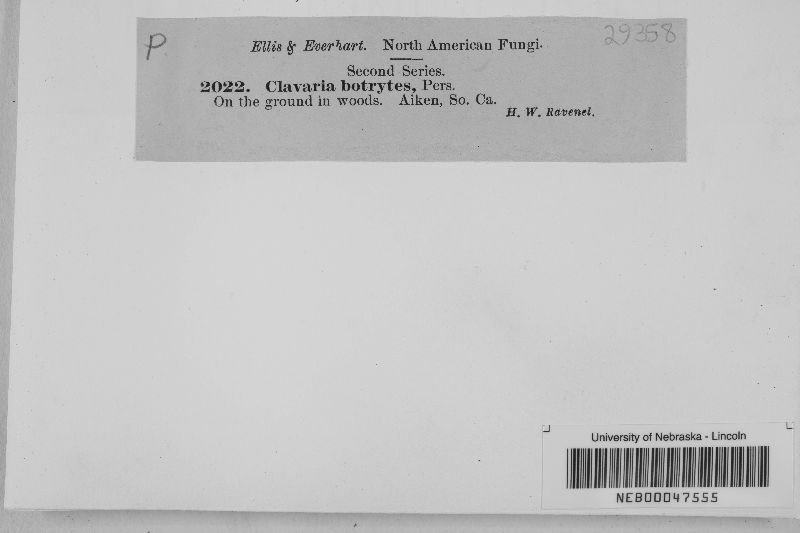 P
Ellis & Everhart. North American Fungi.
29358
Second Series.
2022. Clavaria botrytes, Pers.
On the ground in woods. Aiken, So. Ca.
H. W. Ravenel.
University of Nebraska - Lincoln
NEB00047555